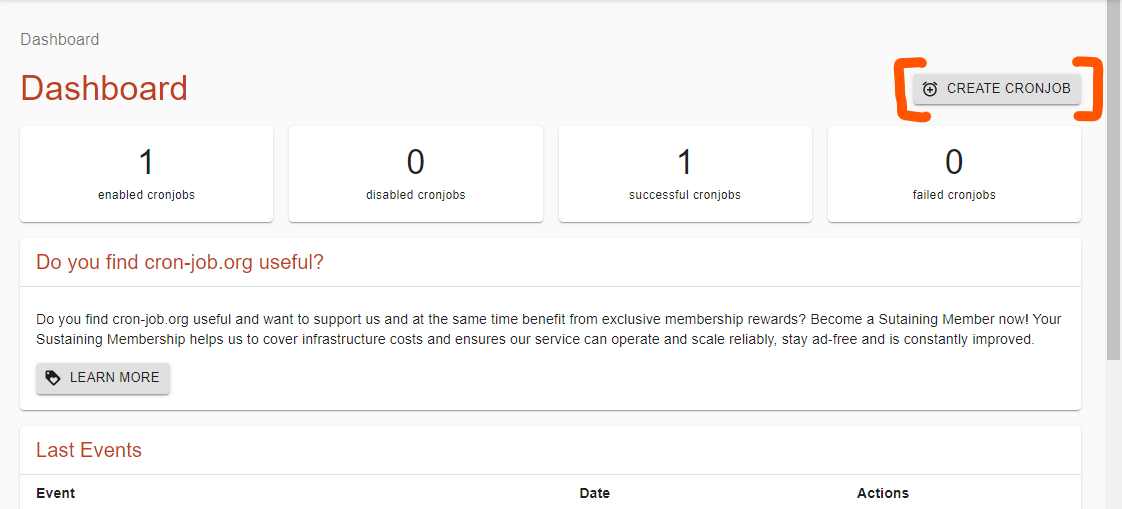 Dashboard
Dashboard
CREATE CRONJOB
1
enabled cronjobs
0
disabled cronjobs
1
successful cronjobs
0
failed cronjobs
Do you find cron-job.org useful?
Do you find cron-job.org useful and want to support us and at the same time benefit from exclusive membership rewards? Become a Sutaining Member now! Your
Sustaining Membership helps us to cover infrastructure costs and ensures our service can operate and scale reliably, stay ad-free and is constantly improved.
LEARN MORE
Last Events
Event Date Actions